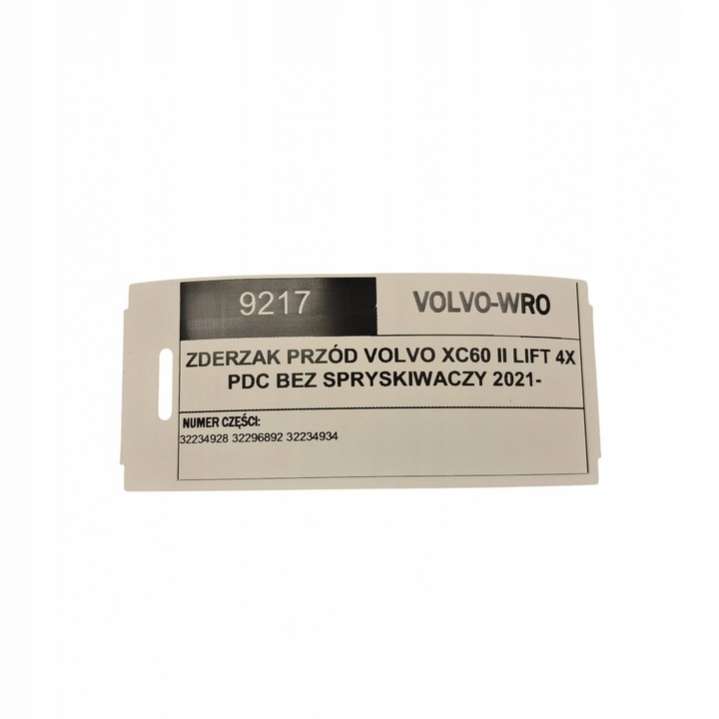 9217 VOLVO-WRO
ZDERZAK PRZÓD VOLVO XC60 II LIFT 4X
PDC BEZ SPRYSKIWACZY 2021-
NUMER CZĘŚCI:
32234928 32296892 32234934